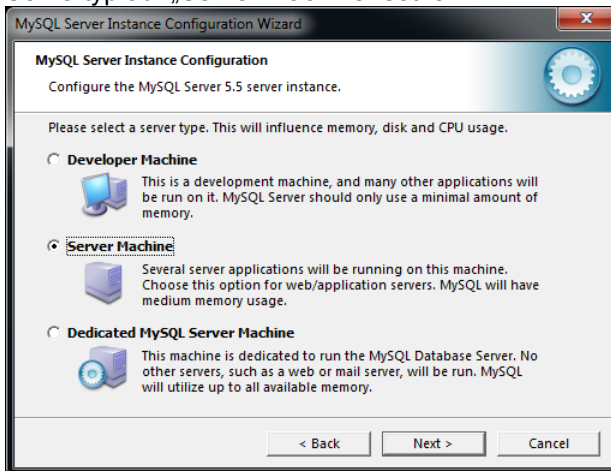 MySQL Server Instance Configuration Wizard
MySQL Server Instance Configuration
Configure the MySQL Server 5.5 server instance.
Please select a server type. This will influence memory, disk and CPU usage.
Developer Machine
This is a development machine, and many other applications will
be run on it. MySQL Server should only use a minimal amount of
memory.
Server Machine
Several server applications will be running on this machine.
Choose this option for web/application servers. MySQL will have
medium memory usage.
Dedicated MySQL Server Machine
This machine is dedicated to run the MySQL Database Server. No
other servers, such as a web or mail server, will be run. MySQL
will utilize up to all available memory.
< Back Next > Cancel